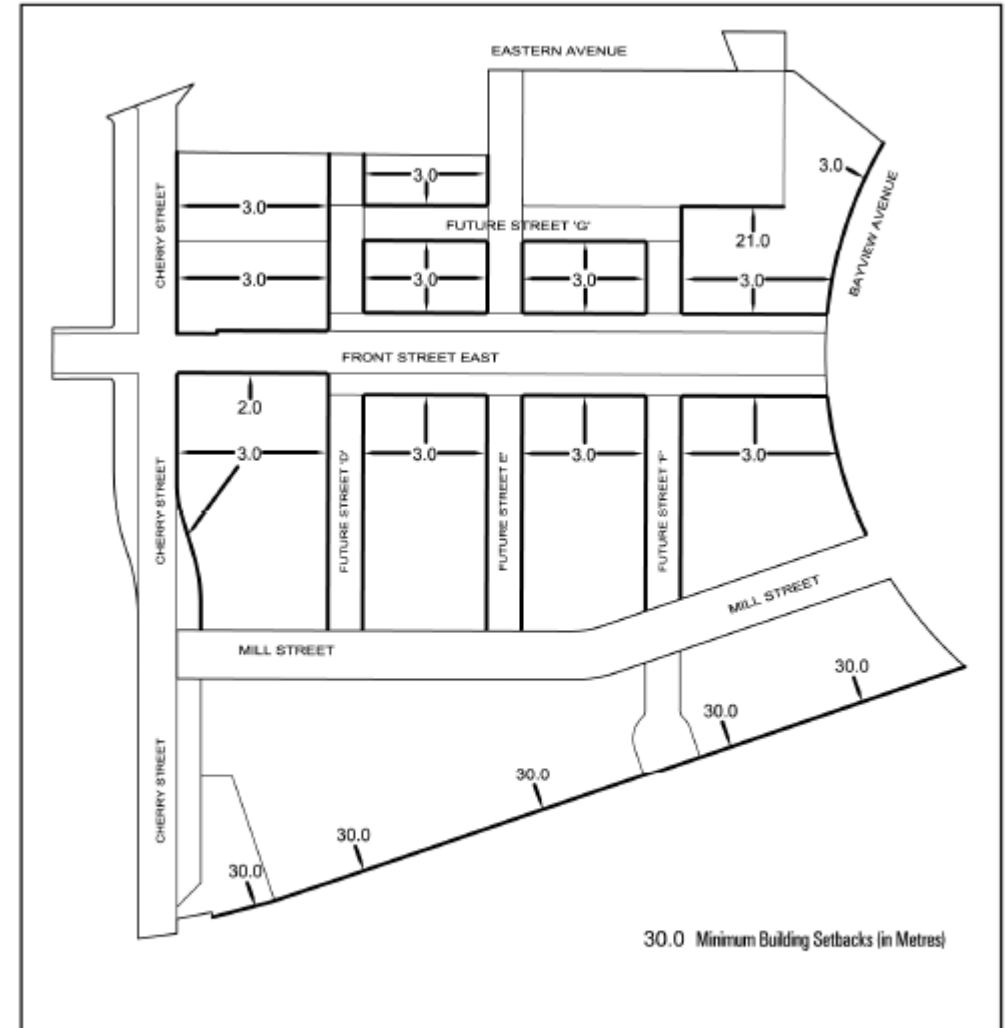 EASTERN AVENUE
3.0
3.0
CHERRY STREET
3.0
BAYVIEW AVENUE
FUTURE STREET 'G'
21.0
3.0
3.0
3.0
3.0
FRONT STREET EAST
2.0
3.0
3.0
3.0
3.0
CHERRY STREET
FUTURE STREET 'D'
FUTURE STREET 'E'
FUTURE STREET 'F'
MILL STREET
MILL STREET
30.0
30.0
30.0
CHERRY STREET
30.0
30.0
30.0 Minimum Building Setbacks (in Metres)